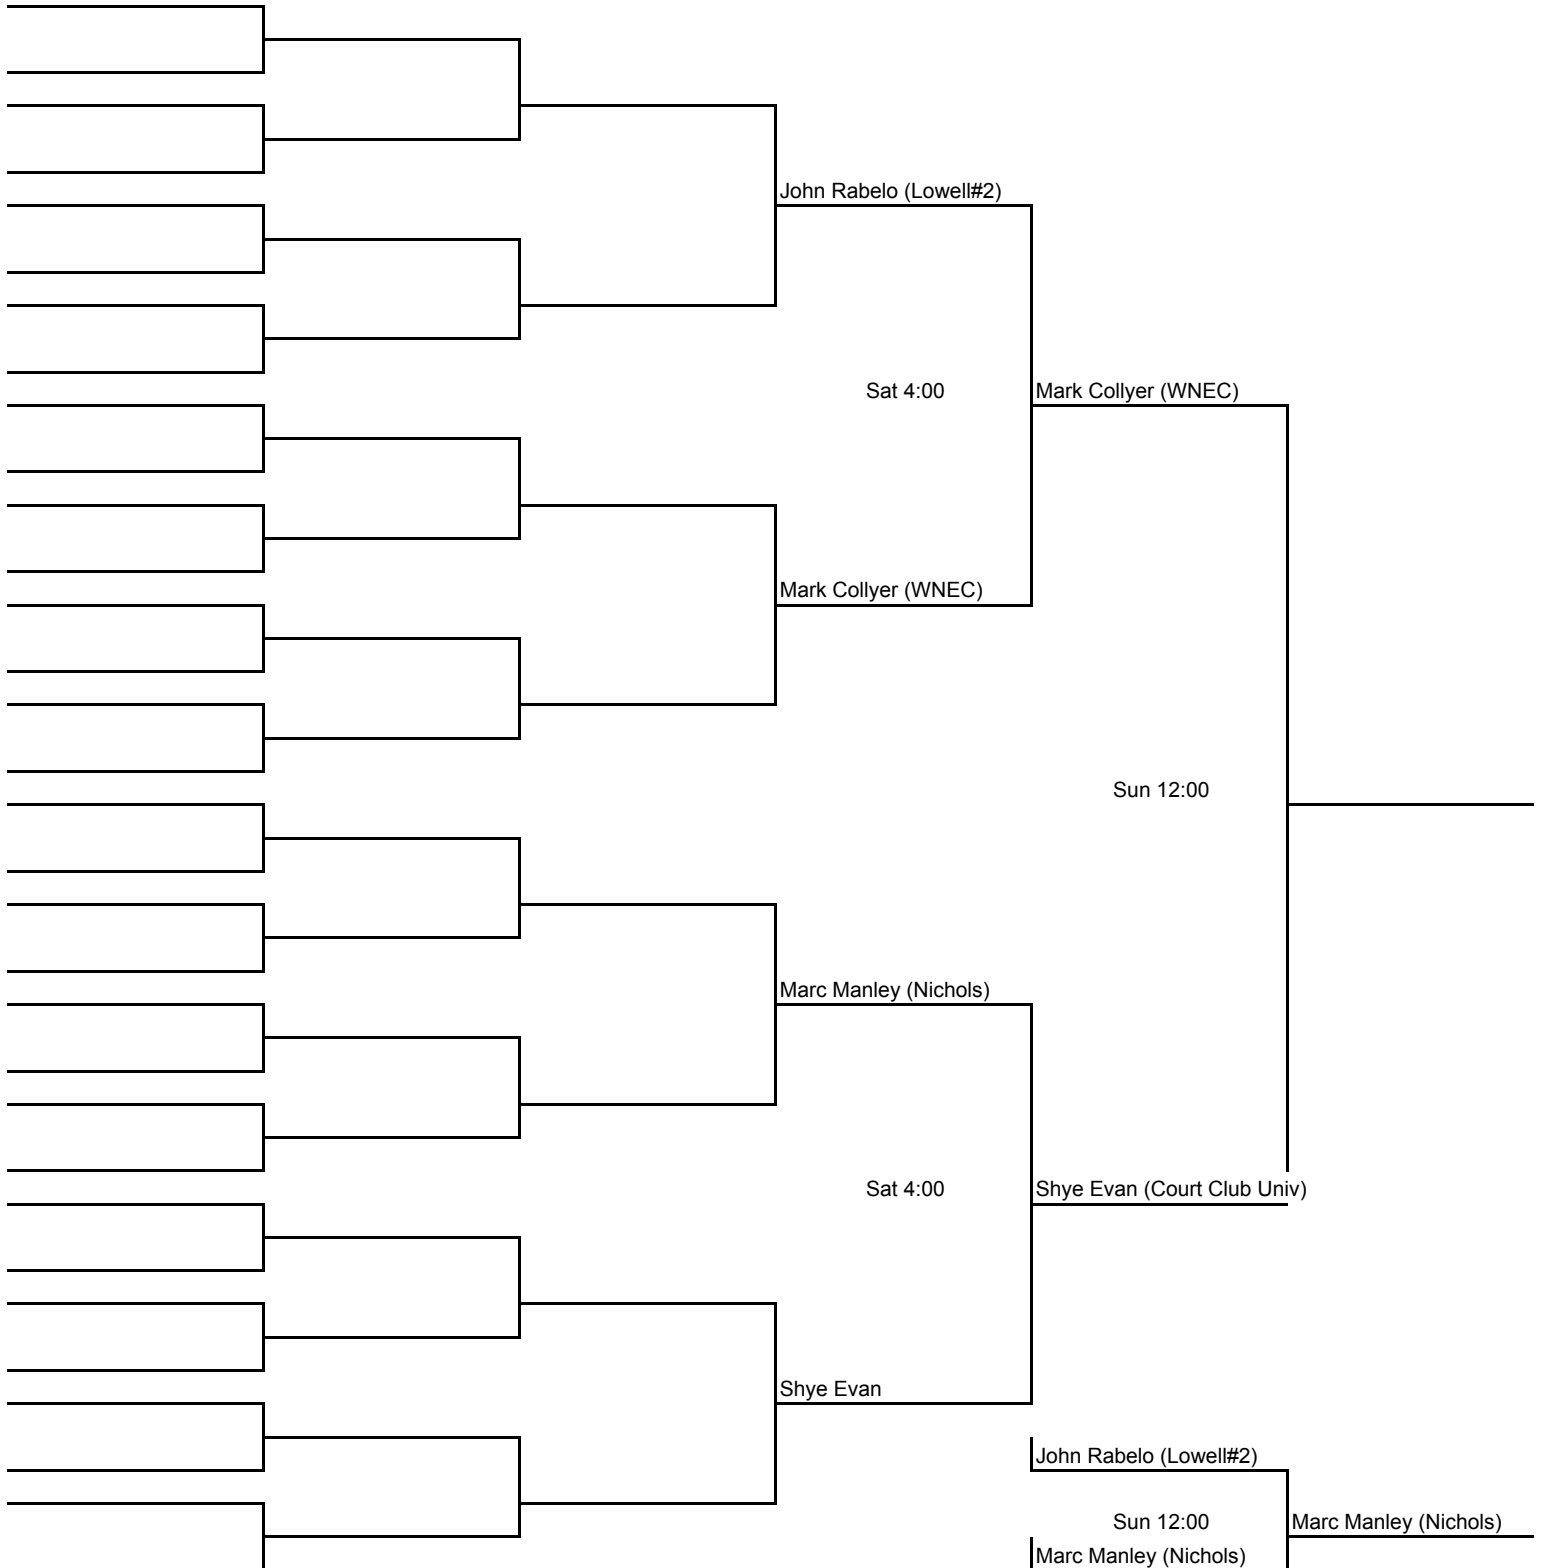 John Rabelo (Lowell#2)
Sat 4:00
Mark Collyer (WNEC)
Mark Collyer (WNEC)
Sun 12:00
Marc Manley (Nichols)
Sat 4:00
Shye Evan (Court Club Univ)
Shye Evan
John Rabelo (Lowell#2)
Sun 12:00
Marc Manley (Nichols)
Marc Manley (Nichols)